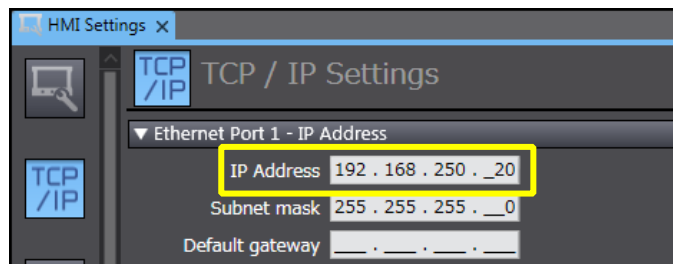 HMI Settings ×
TCP
/IP
TCP / IP Settings
▼ Ethernet Port 1 - IP Address
TCP
/IP
IP Address 192 . 168 . 250 . _20
Subnet mask 255 . 255 . 255 . __0
Default gateway ___ . ___ . ___ . ___